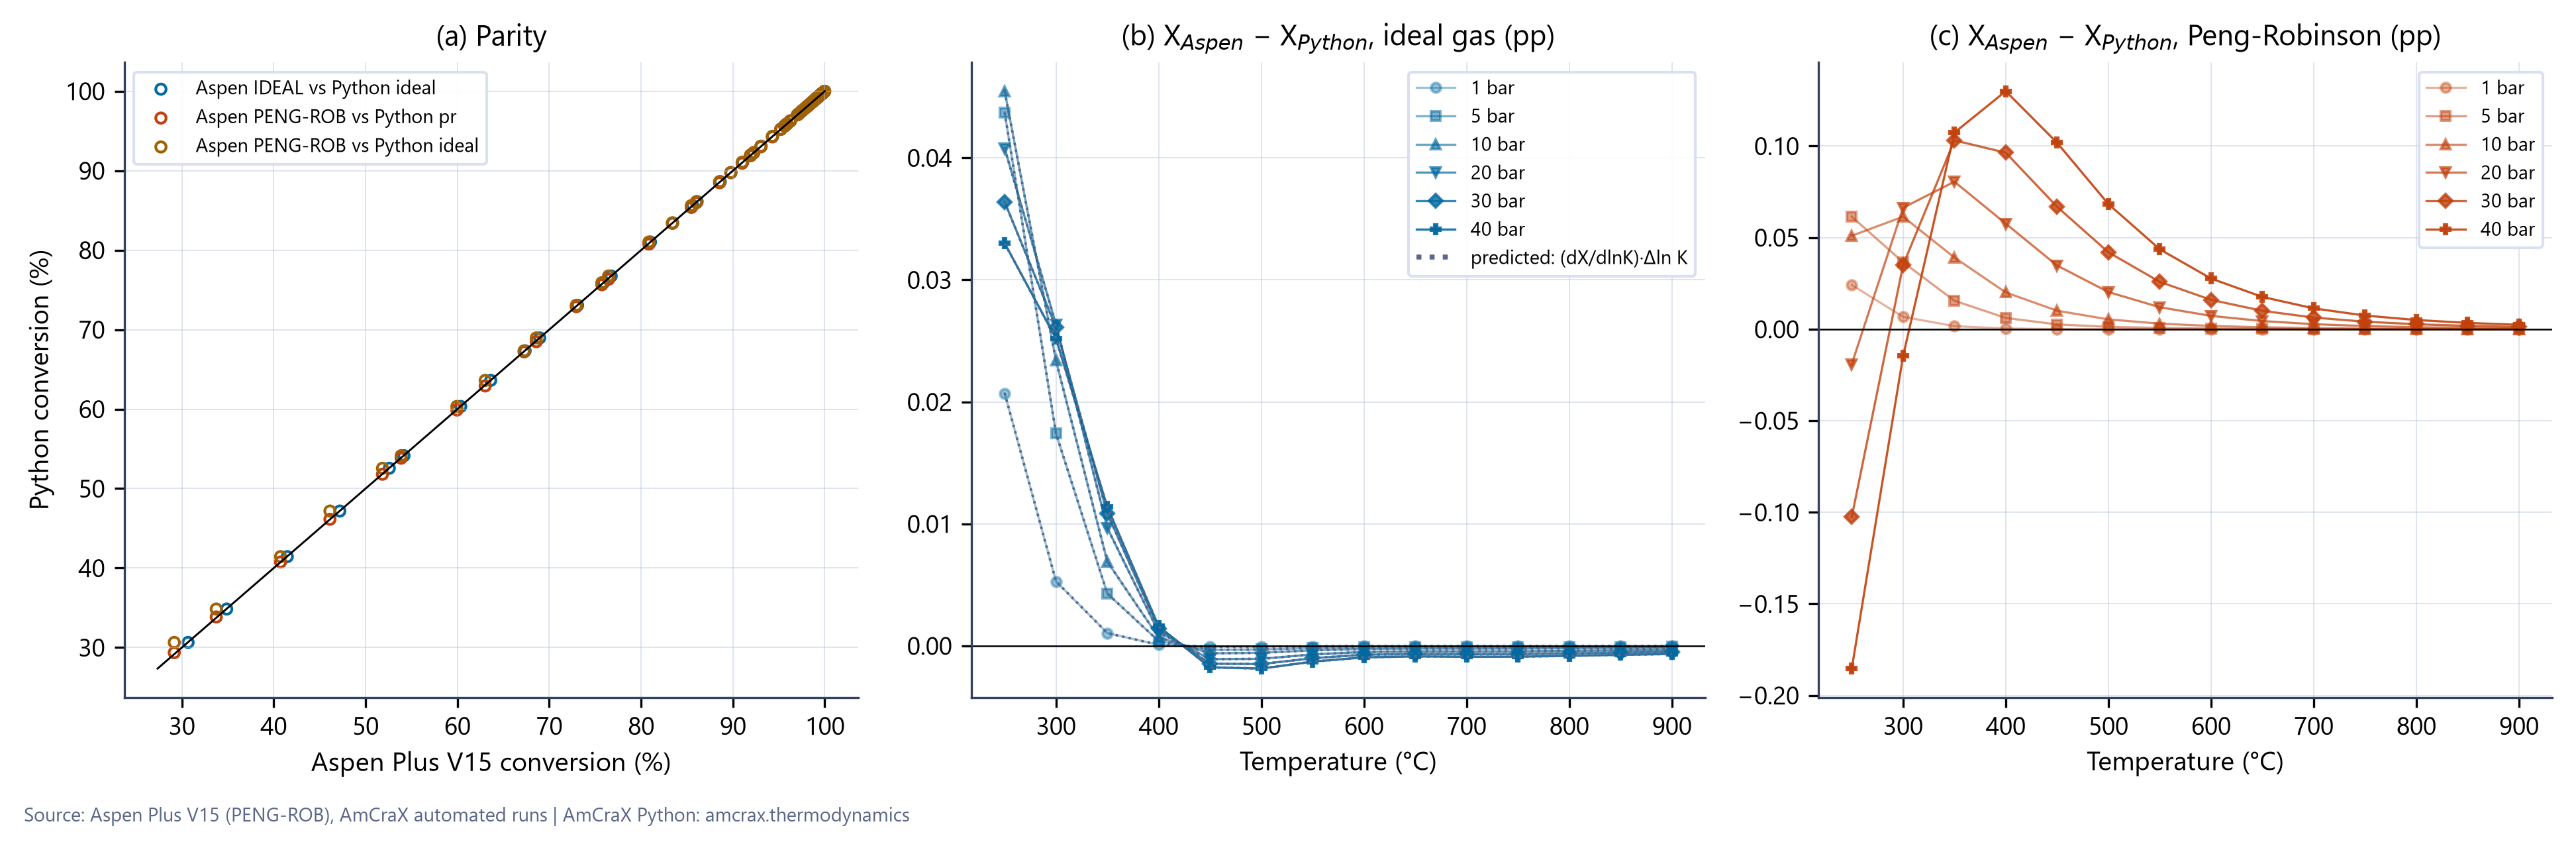 (a) Parity
Aspen IDEAL vs Python ideal
Aspen PENG-ROB vs Python pr
Aspen PENG-ROB vs Python ideal
100
90
80
70
60
50
40
30
Python conversion (%)
30 40 50 60 70 80 90 100
Aspen Plus V15 conversion (%)
(b) XAspen − XPython, ideal gas (pp)
1 bar
5 bar
10 bar
20 bar
30 bar
40 bar
predicted: (dX/dlnK)·Δln K
0.04
0.03
0.02
0.01
0.00
300 400 500 600 700 800 900
Temperature (°C)
(c) XAspen − XPython, Peng-Robinson (pp)
1 bar
5 bar
10 bar
20 bar
30 bar
40 bar
0.10
0.05
0.00
−0.05
−0.10
−0.15
−0.20
300 400 500 600 700 800 900
Temperature (°C)
Source: Aspen Plus V15 (PENG-ROB), AmCraX automated runs | AmCraX Python: amcrax.thermodynamics